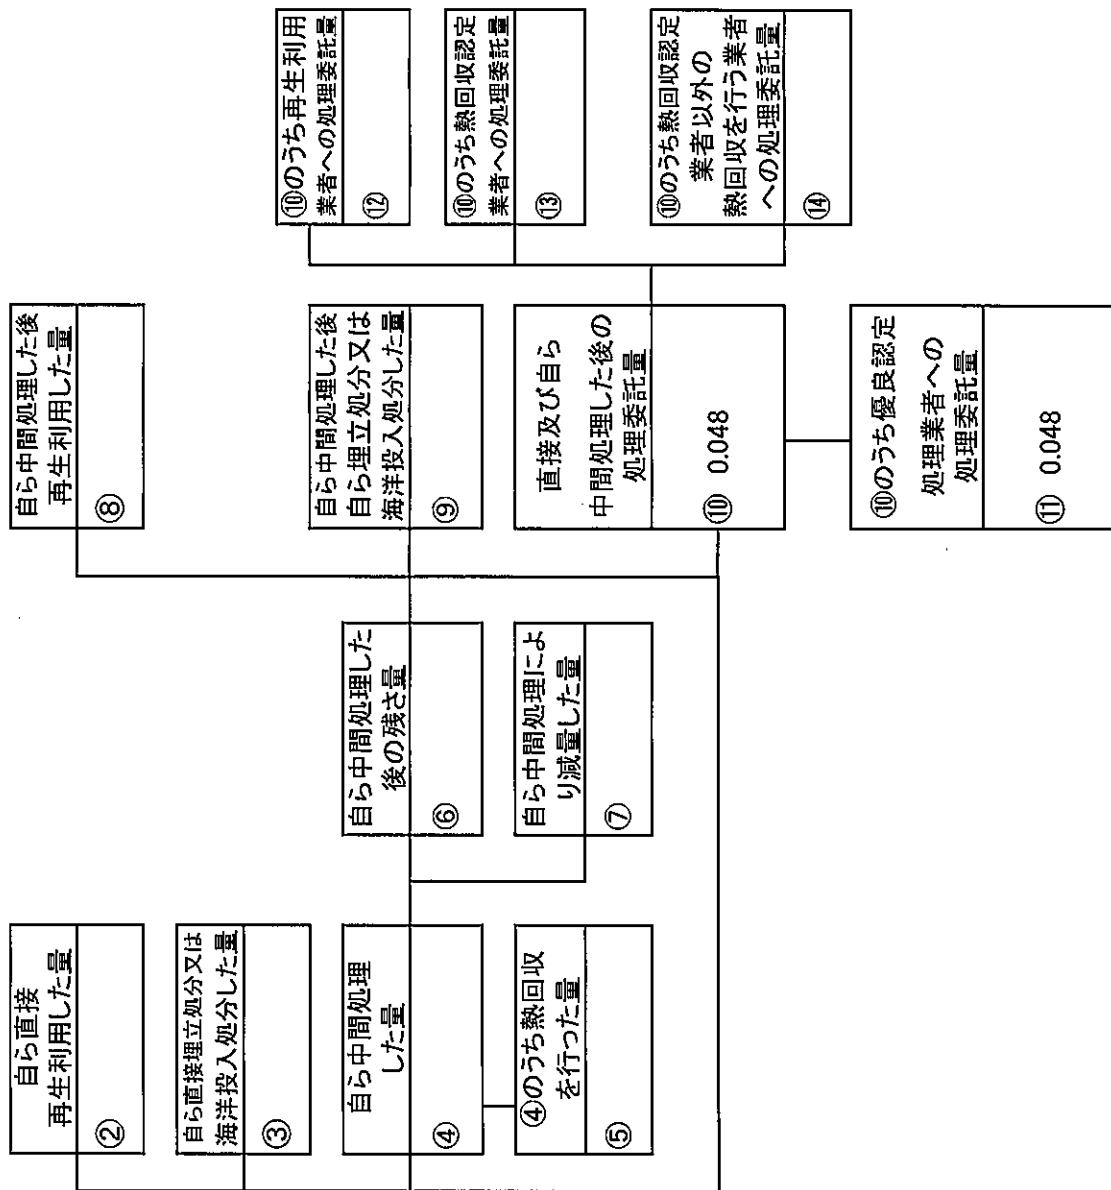 自ら直接
再生利用した量
②
自ら直接埋立処分又は
海洋投入処分した量
③
自ら中間処理
した量
④
④のうち熱回収
を行った量
⑤
自ら中間処理した
後の残さ量
⑥
自ら中間処理によ
り減量した量
⑦
自ら中間処理した後
再生利用した量
⑧
自ら中間処理した後
自ら埋立処分又は
海洋投入処分した量
⑨
直接及び自ら
中間処理した後の
処理委託量
⑩ 0.048
⑩のうち優良認定
処理業者への
処理委託量
⑪ 0.048
⑩のうち再生利用
業者への処理委託量
⑫
⑩のうち熱回収認定
業者への処理委託量
⑬
⑩のうち熱回収認定
業者以外の
熱回収を行う業者
への処理委託量
⑭